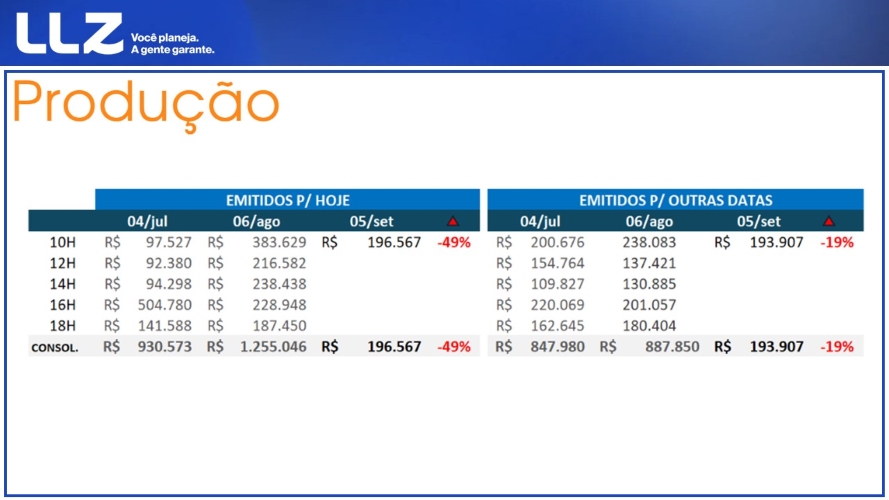 LLZ Você planeja.
A gente garante.
Produção
EMITIDOS P/ HOJE EMITIDOS P/ OUTRAS DATAS
04/jul 06/ago 05/set 04/jul 06/ago 05/set
10H R$ 97.527 R$ 383.629 R$ 196.567 -49% R$ 200.676 238.083 R$ 193.907 -19%
12H R$ 92.380 R$ 216.582 R$ 154.764 137.421
14H R$ 94.298 R$ 238.438 R$ 109.827 130.885
16H R$ 504.780 R$ 228.948 R$ 220.069 201.057
18H R$ 141.588 R$ 187.450 R$ 162.645 180.404
CONSOL. R$ 930.573 R$ 1.255.046 R$ 196.567 -49% R$ 847.980 R$ 887.850 R$ 193.907 -19%